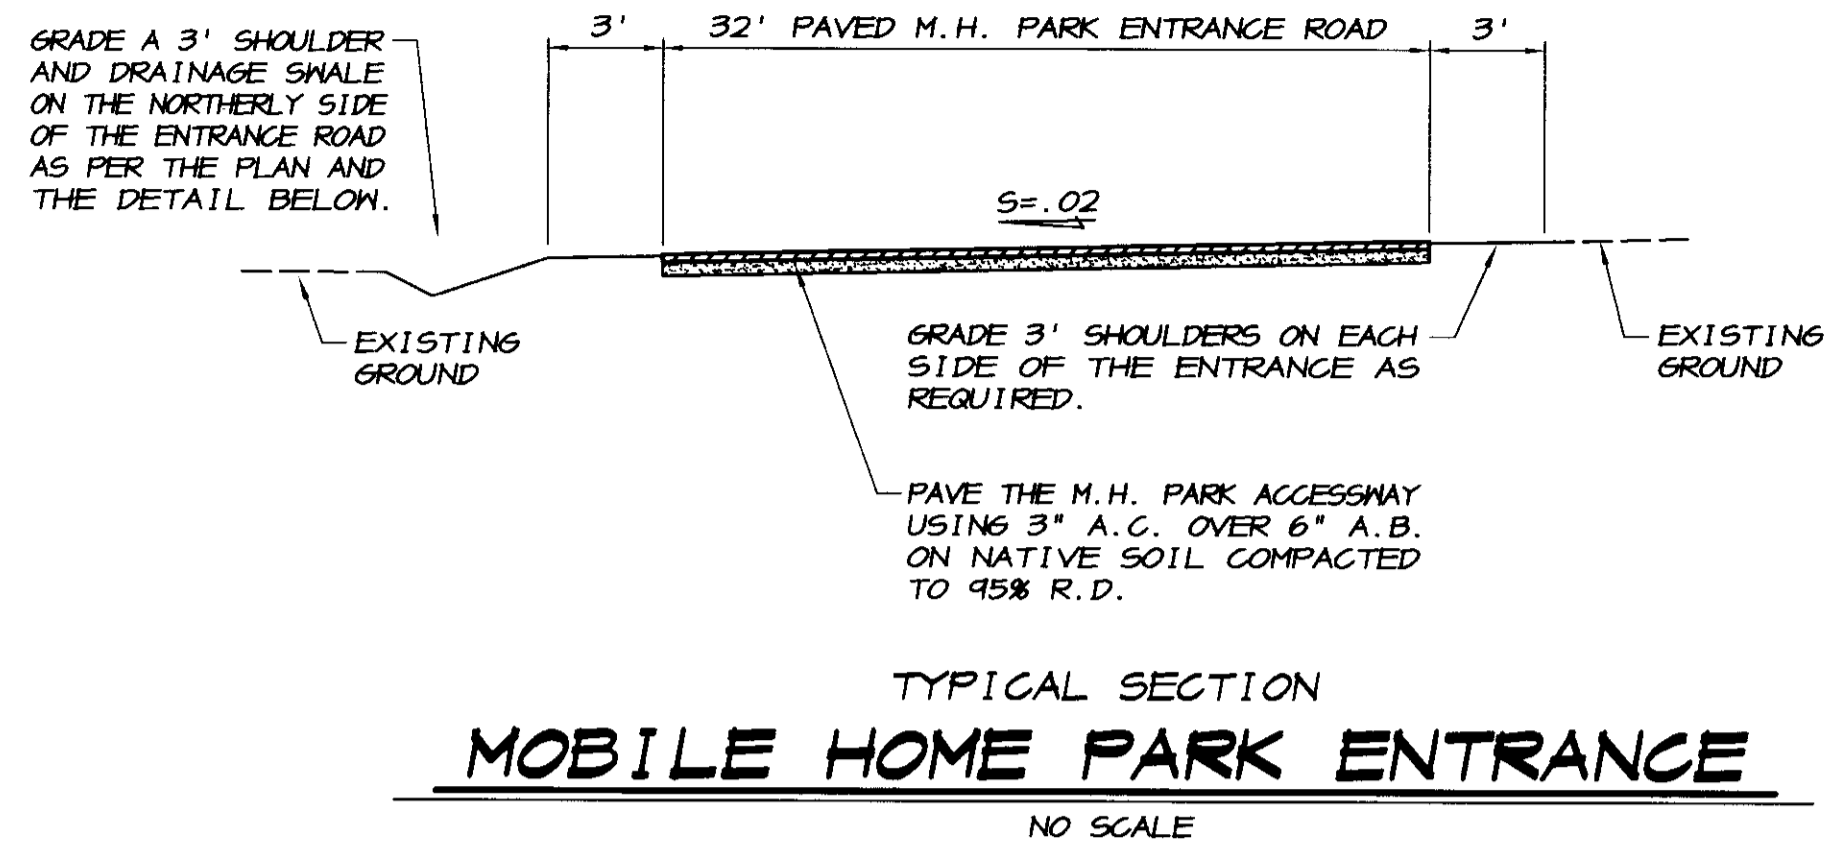 GRADE A 3' SHOULDER
AND DRAINAGE SWALE
ON THE NORTHERLY SIDE
OF THE ENTRANCE ROAD
AS PER THE PLAN AND
THE DETAIL BELOW.
3'
32' PAVED M.H. PARK ENTRANCE ROAD
3'
S=.02
EXISTING
GROUND
GRADE 3' SHOULDERS ON EACH
SIDE OF THE ENTRANCE AS
REQUIRED.
EXISTING
GROUND
PAVE THE M.H. PARK ACCESSWAY
USING 3" A.C. OVER 6" A.B.
ON NATIVE SOIL COMPACTED
TO 95% R.D.
TYPICAL SECTION
MOBILE HOME PARK ENTRANCE
NO SCALE